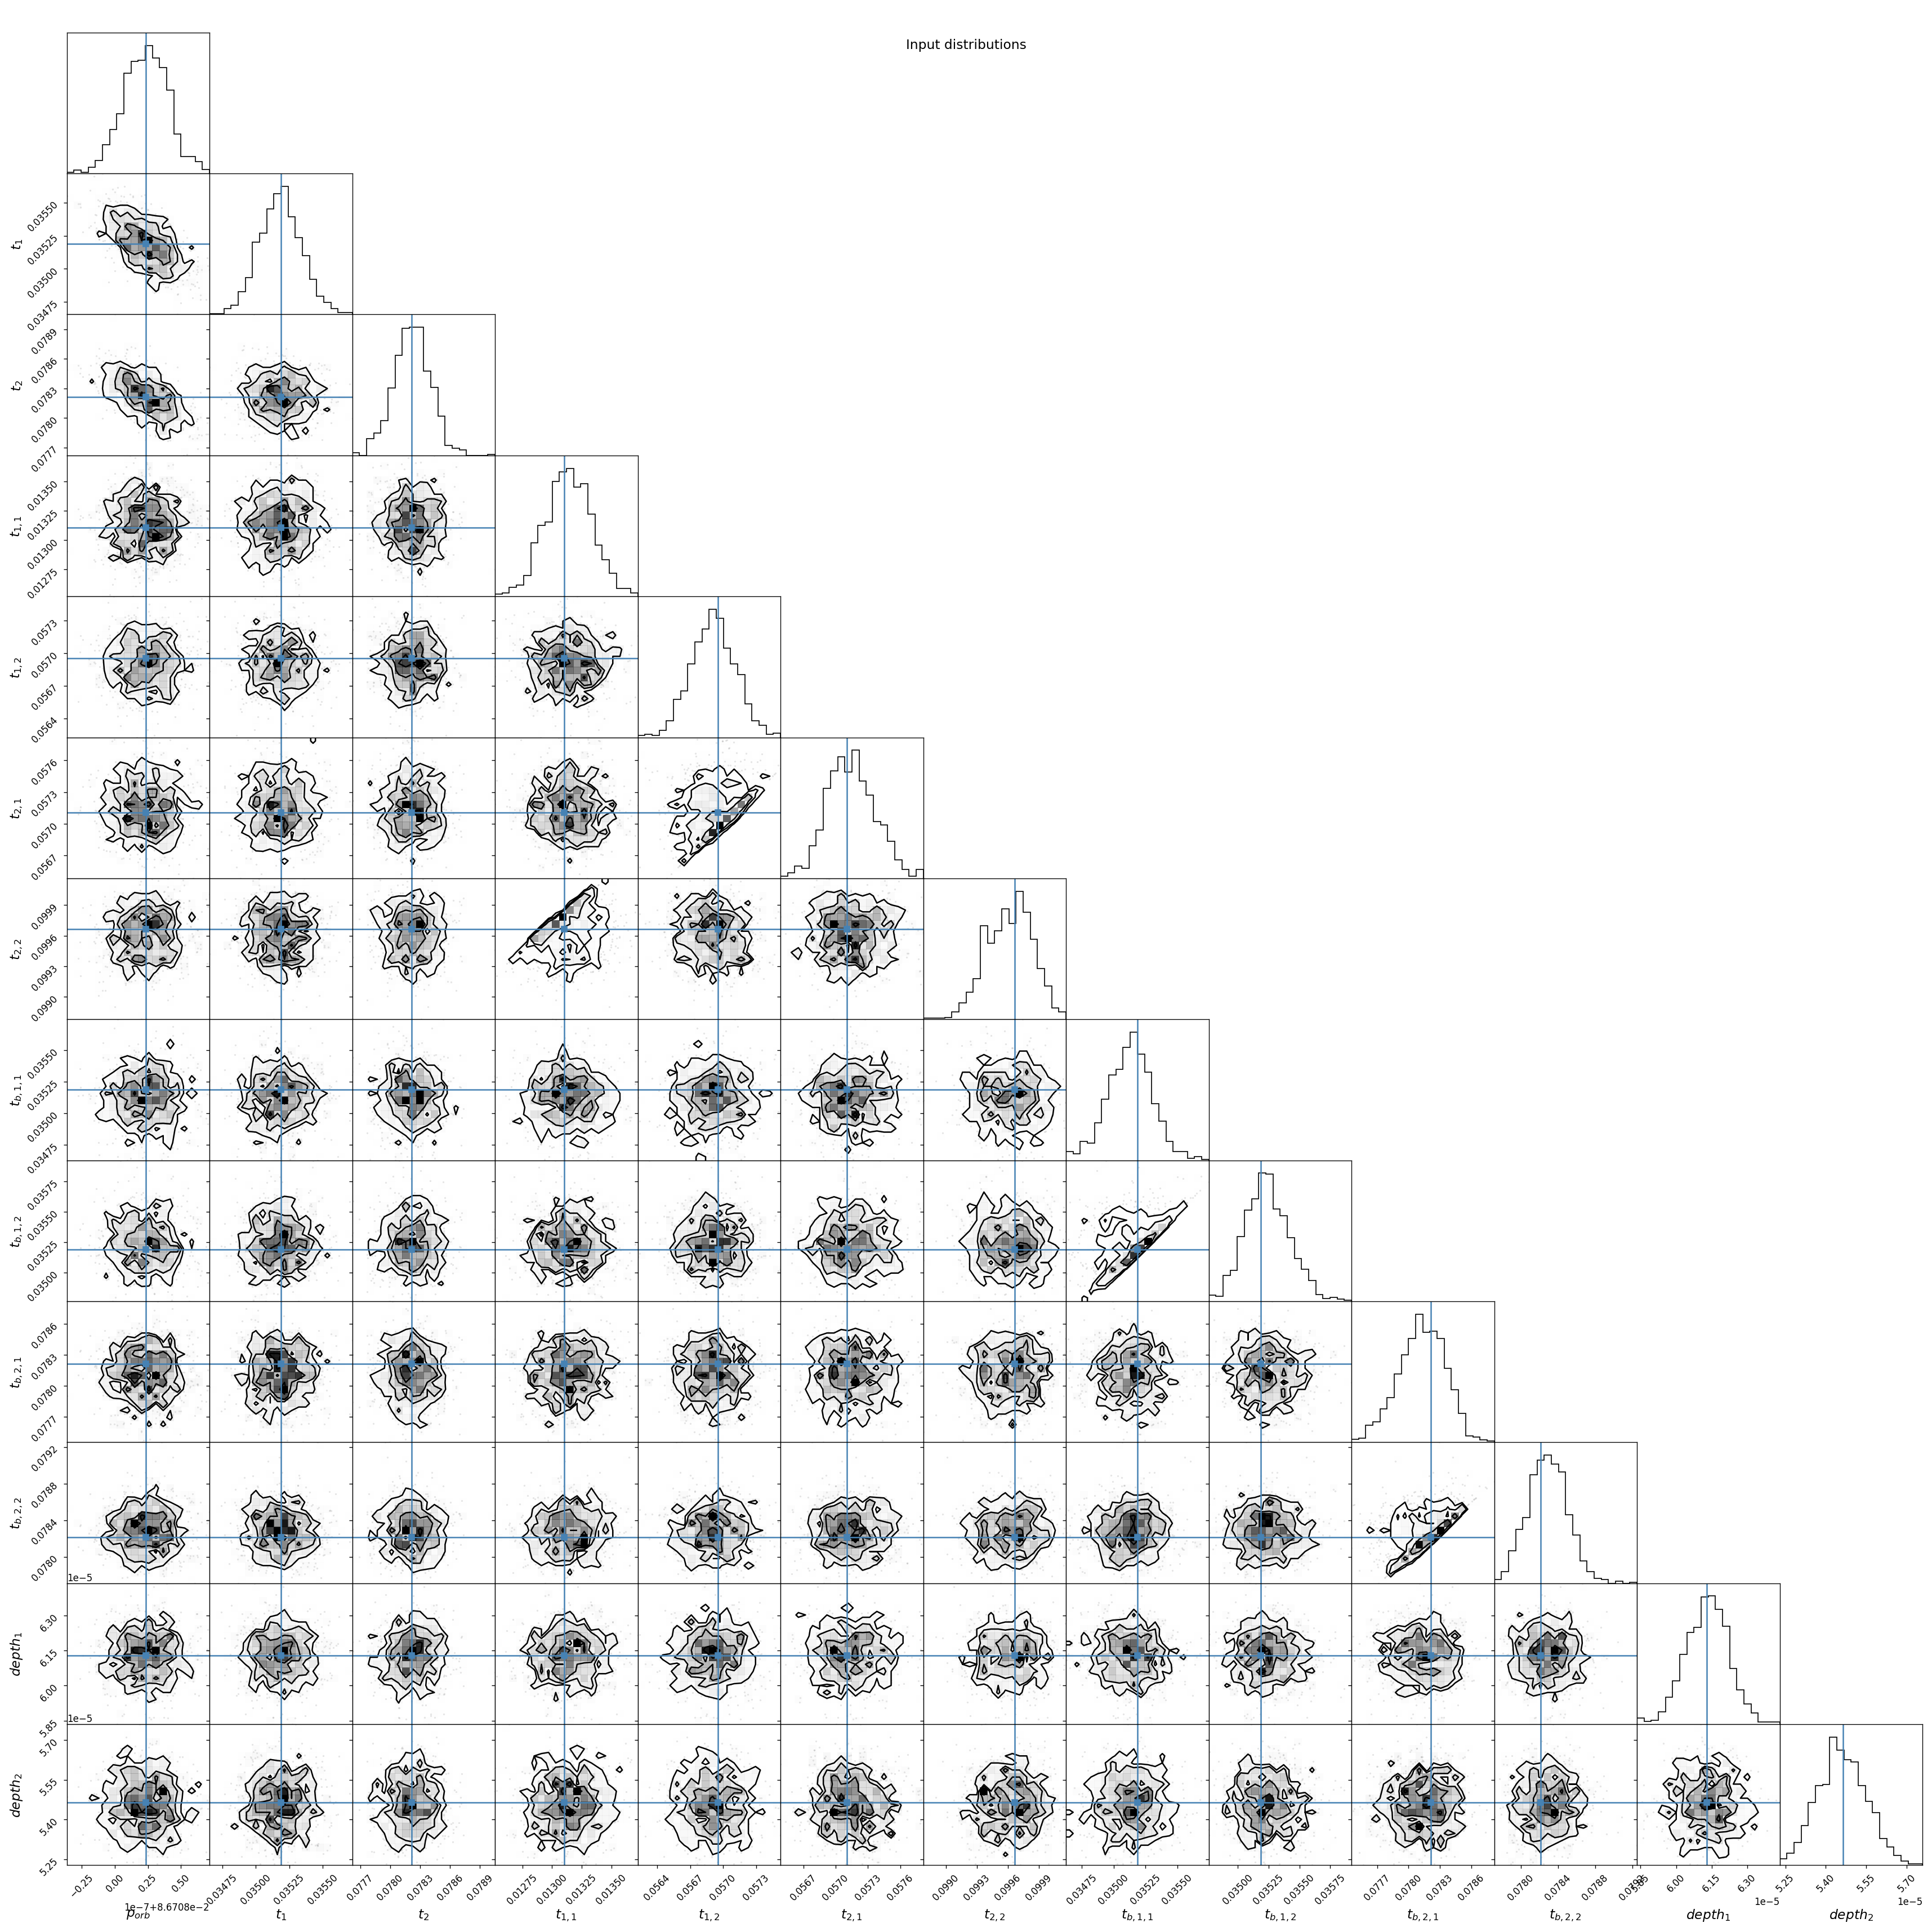 Input distributions
t_1
0.03550
0.03525
0.03500
0.03475
t_2
0.0789
0.0786
0.0783
0.0780
0.0777
t_{1,1}
0.01350
0.01325
0.01300
0.01275
t_{1,2}
0.0573
0.0570
0.0567
0.0564
t_{2,1}
0.0576
0.0573
0.0570
0.0567
t_{2,2}
0.0999
0.0996
0.0993
0.0990
t_{b,1,1}
0.03550
0.03525
0.03500
0.03475
t_{b,1,2}
0.03575
0.03550
0.03525
0.03500
t_{b,2,1}
0.0786
0.0783
0.0780
0.0777
t_{b,2,2}
0.0792
0.0788
0.0784
0.0780
1e−5
depth_1
6.30
6.15
6.00
5.85
1e−5
depth_2
5.70
5.55
5.40
5.25
−0.25 0.00 0.25 0.50
1e−7+8.6708e−2
p_{orb}
0.03475 0.03500 0.03525 0.03550
t_1
0.0777 0.0780 0.0783 0.0786 0.0789
t_2
0.01275 0.01300 0.01325 0.01350
t_{1,1}
0.0564 0.0567 0.0570 0.0573
t_{1,2}
0.0567 0.0570 0.0573 0.0576
t_{2,1}
0.0990 0.0993 0.0996 0.0999
t_{2,2}
0.03475 0.03500 0.03525 0.03550
t_{b,1,1}
0.03500 0.03525 0.03550 0.03575
t_{b,1,2}
0.0777 0.0780 0.0783 0.0786
t_{b,2,1}
0.0780 0.0784 0.0788
t_{b,2,2}
6.00 6.15 6.30
1e−5
depth_1
5.25 5.40 5.55 5.70
1e−5
depth_2